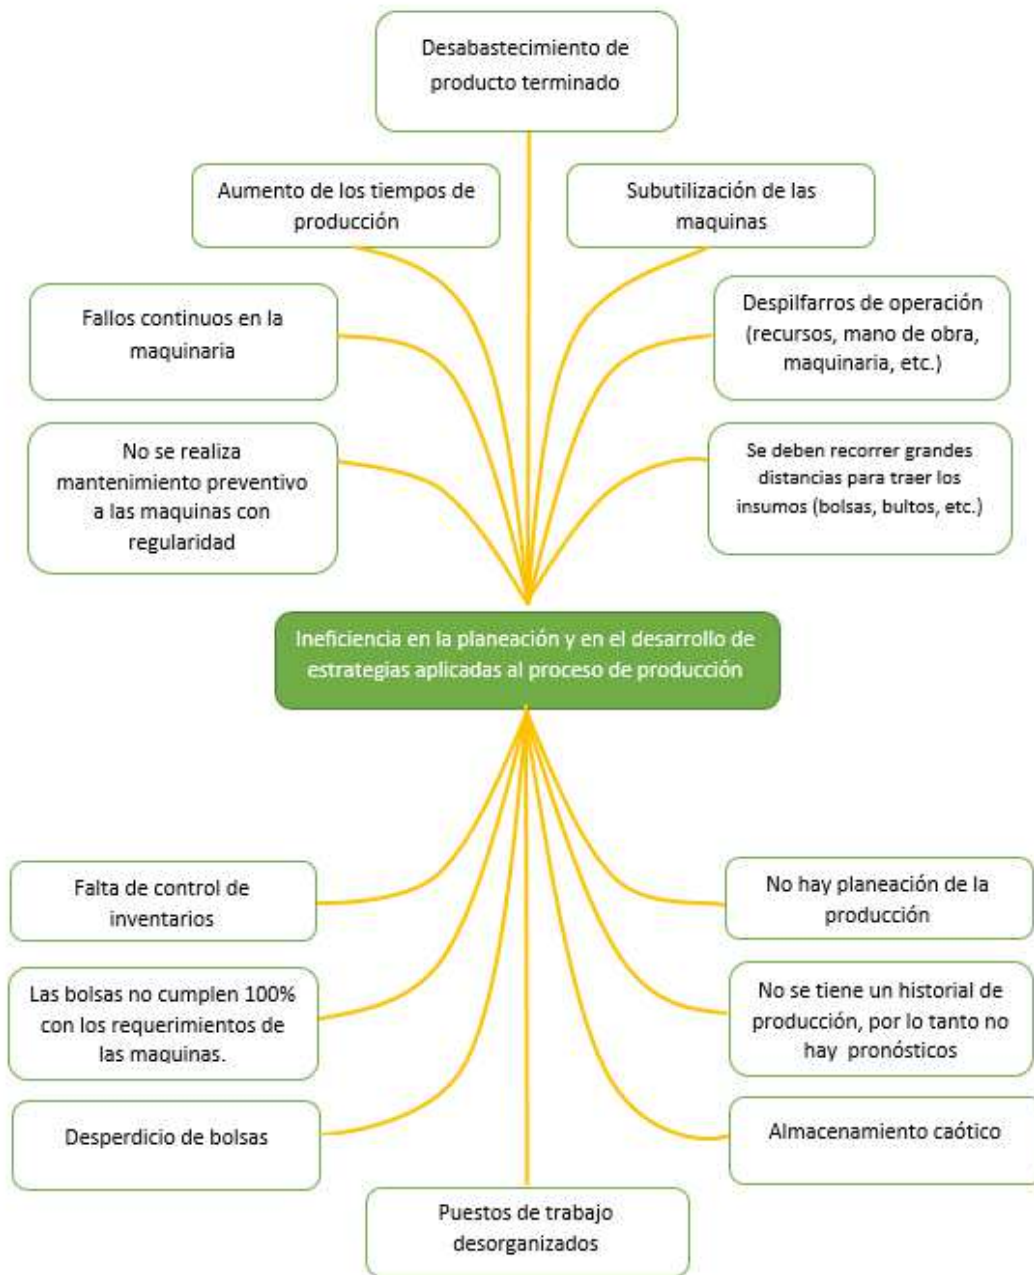 Desabastecimiento de
producto terminado
Aumento de los tiempos de
producción
Subutilización de las
maquinas
Fallos continuos en la
maquinaria
Despilfarros de operación
(recursos, mano de obra,
maquinaria, etc.)
No se realiza
mantenimiento preventivo
a las maquinas con
regularidad
Se deben recorrer grandes
distancias para traer los
insumos (bolsas, bultos, etc.)
Ineficiencia en la planeación y en el desarrollo de
estrategias aplicadas al proceso de producción
Falta de control de
inventarios
No hay planeación de la
producción
Las bolsas no cumplen 100%
con los requerimientos de
las maquinas.
No se tiene un historial de
producción, por lo tanto no
hay pronósticos
Desperdicio de bolsas
Almacenamiento caótico
Puestos de trabajo
desorganizados